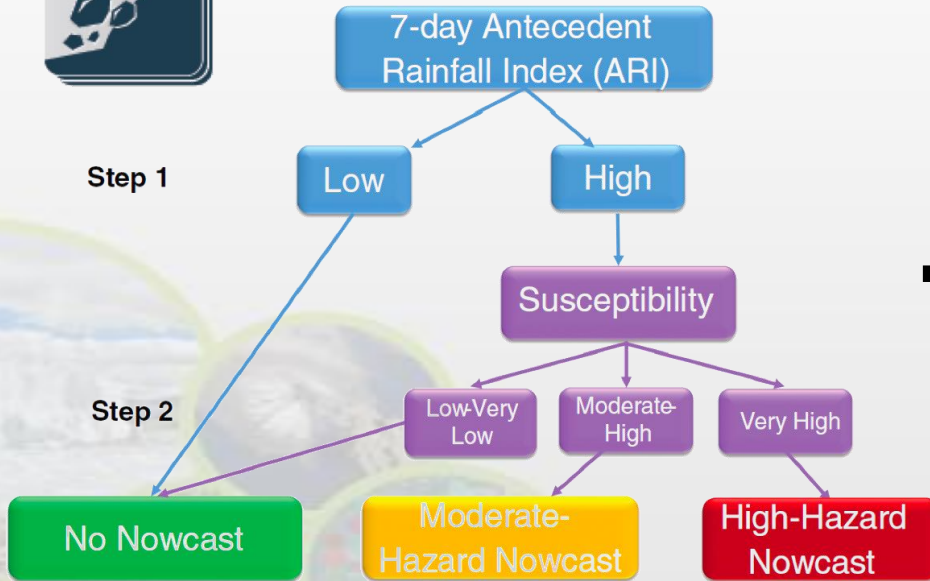 7-day Antecedent
Rainfall Index (ARI)
Step 1
Low
High
Susceptibility
Step 2
Low-Very
Low
Moderate-
High
Very High
No Nowcast
Moderate-
Hazard Nowcast
High-Hazard
Nowcast